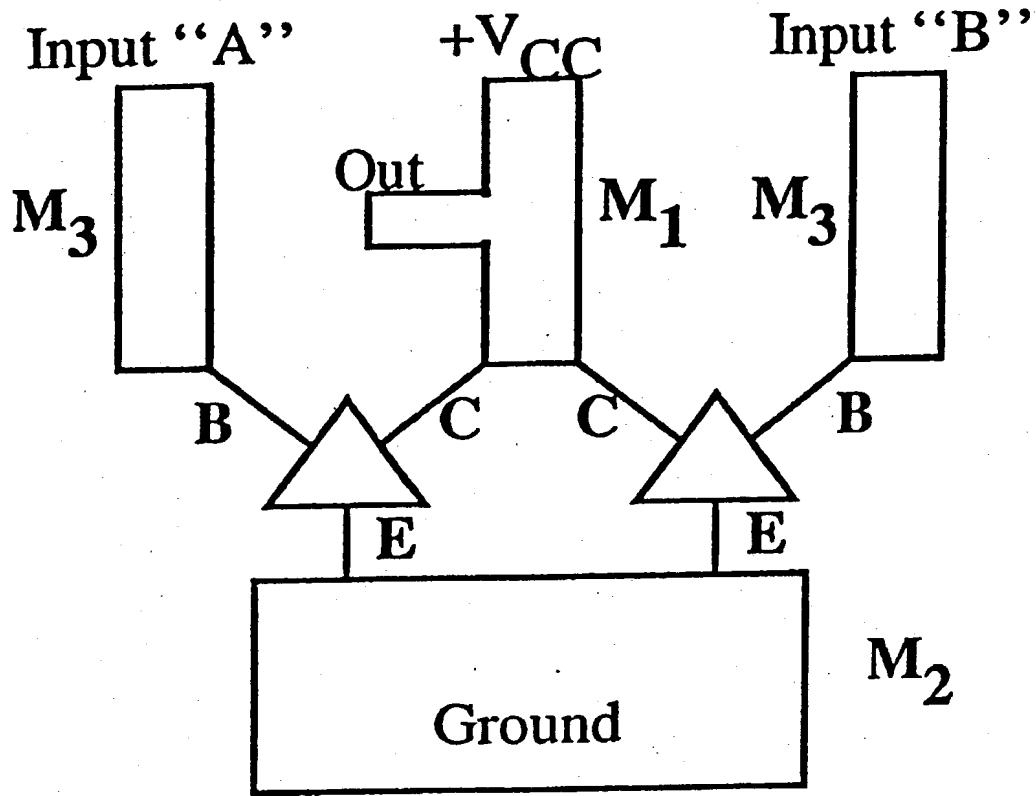 Input “A” +VCC Input “B”
Out
M3 M1 M3
B C C B
E E
M2
Ground